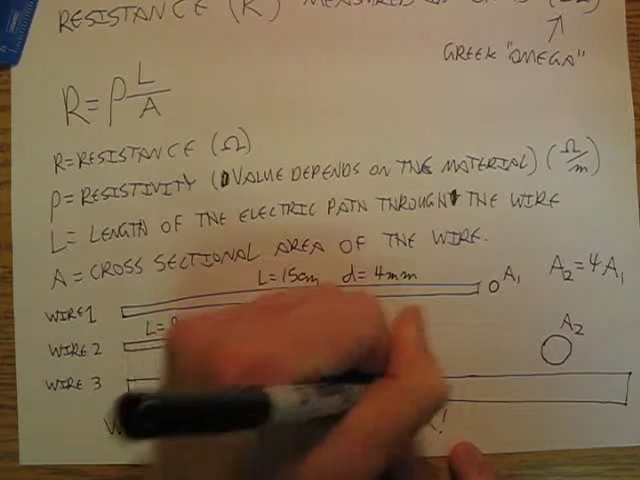 RESISTANCE (R) MEASURED
GREEK "OMEGA"
R=ρ L/A
R=RESISTANCE (Ω)
ρ=RESISTIVITY (VALUE DEPENDS ON THE MATERIAL) (Ω/m)
L= LENGTH OF THE ELECTRIC PATH THROUGH THE WIRE
A = CROSS SECTIONAL AREA OF THE WIRE.
L=15cm d=4mm A₁ A₂=4A₁
WIRE 1
L= A₂
WIRE 2
WIRE 3